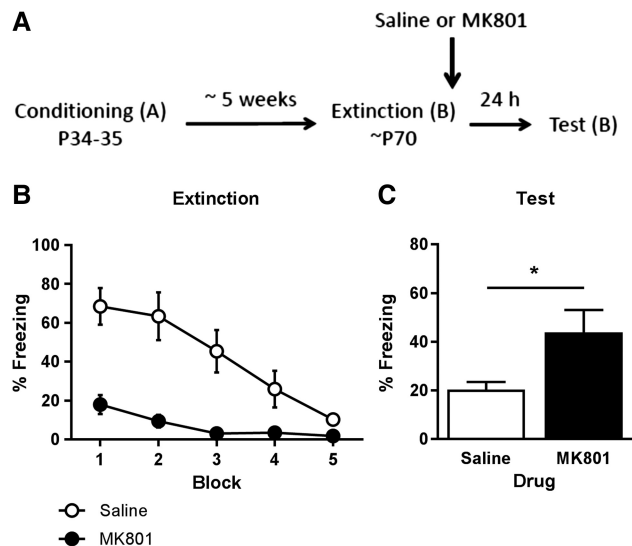 A
Saline or MK801
Conditioning (A)
P34-35
~ 5 weeks
Extinction (B)
~P70
24 h
Test (B)
B
Extinction
% Freezing
100
80
60
40
20
0
1 2 3 4 5
Block
Saline
MK801
C
Test
% Freezing
80
60
40
20
0
*
Saline MK801
Drug